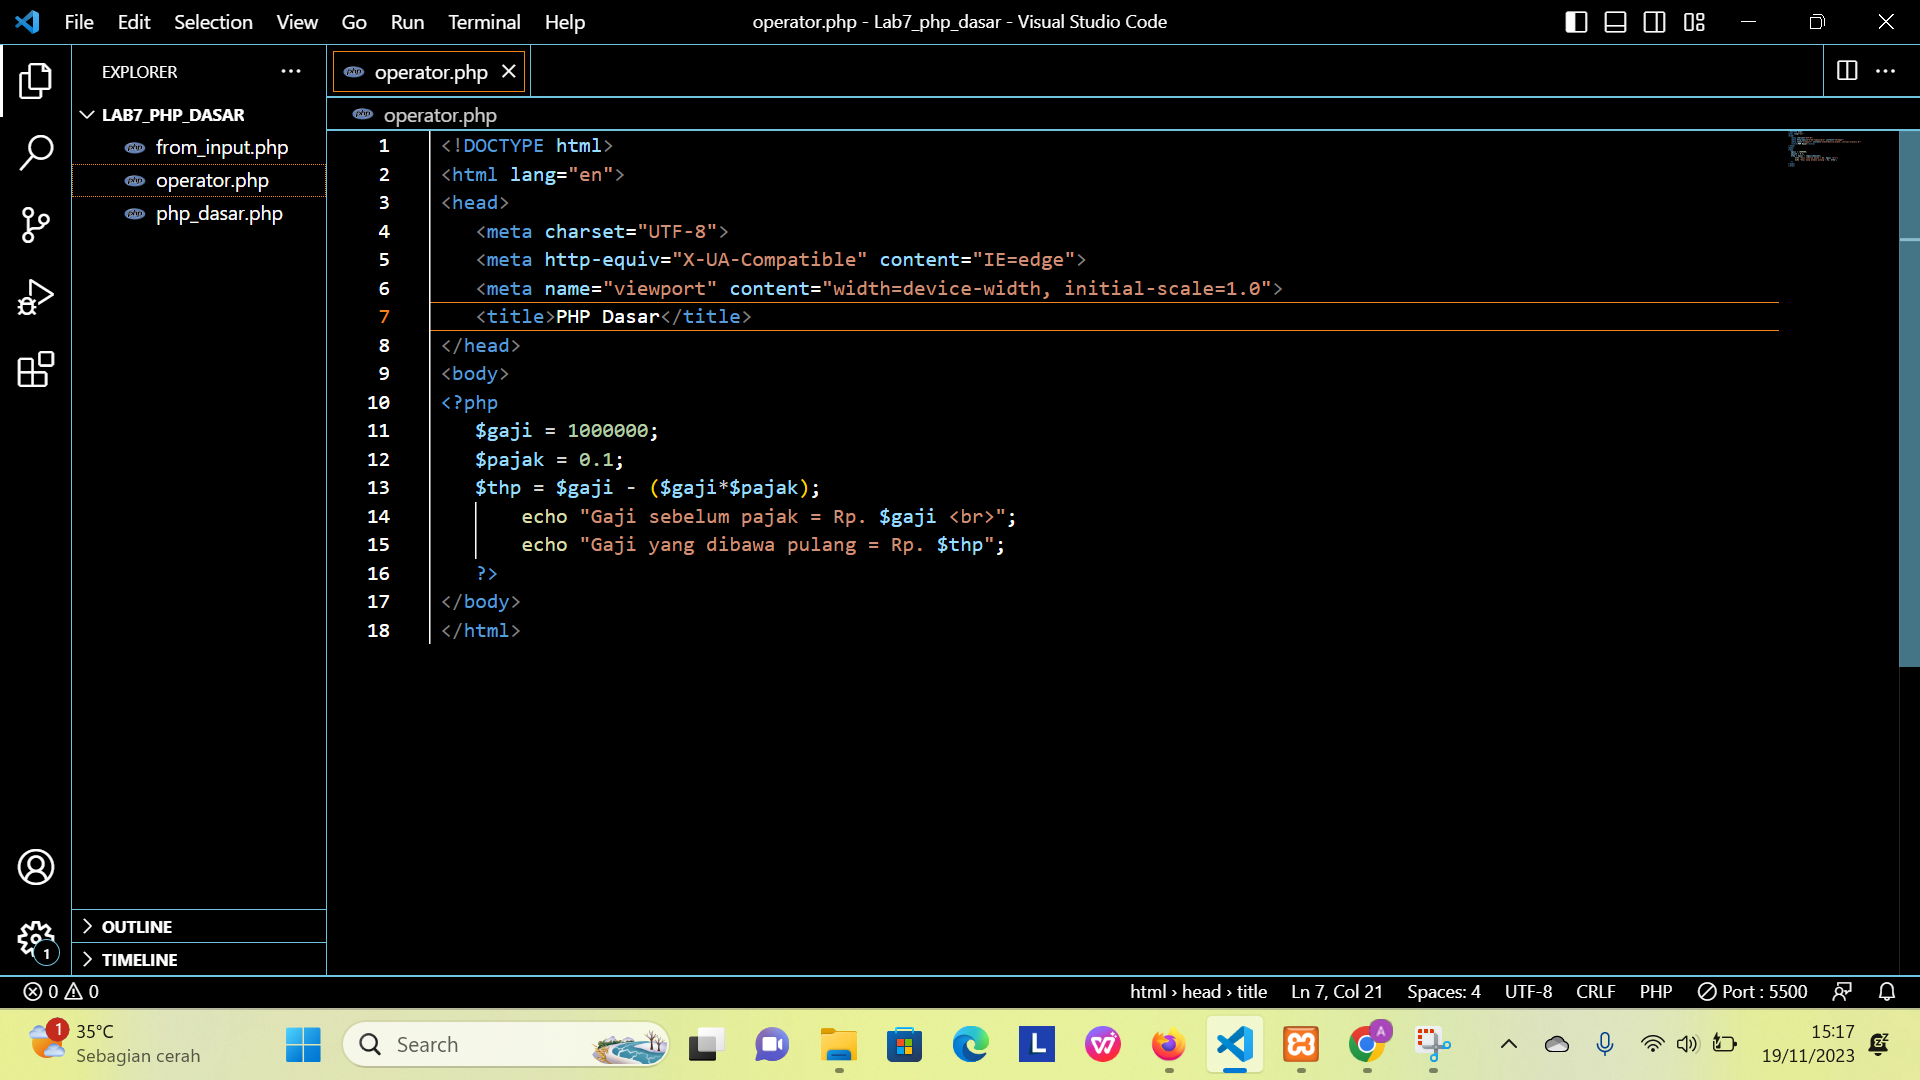 File Edit Selection View Go Run Terminal Help
operator.php - Lab7_php_dasar - Visual Studio Code
EXPLORER
LAB7_PHP_DASAR
from_input.php
operator.php
php_dasar.php
OUTLINE
TIMELINE
1
operator.php
operator.php
1 <!DOCTYPE html>
2 <html lang="en">
3 <head>
4 <meta charset="UTF-8">
5 <meta http-equiv="X-UA-Compatible" content="IE=edge">
6 <meta name="viewport" content="width=device-width, initial-scale=1.0">
7 <title>PHP Dasar</title>
8 </head>
9 <body>
10 <?php
11 $gaji = 1000000;
12 $pajak = 0.1;
13 $thp = $gaji - ($gaji*$pajak);
14 echo "Gaji sebelum pajak = Rp. $gaji <br>";
15 echo "Gaji yang dibawa pulang = Rp. $thp";
16 ?>
17 </body>
18 </html>
0 0
html › head › title Ln 7, Col 21 Spaces: 4 UTF-8 CRLF PHP Port : 5500
1 35°C
Sebagian cerah
Search
L
A
15:17
19/11/2023